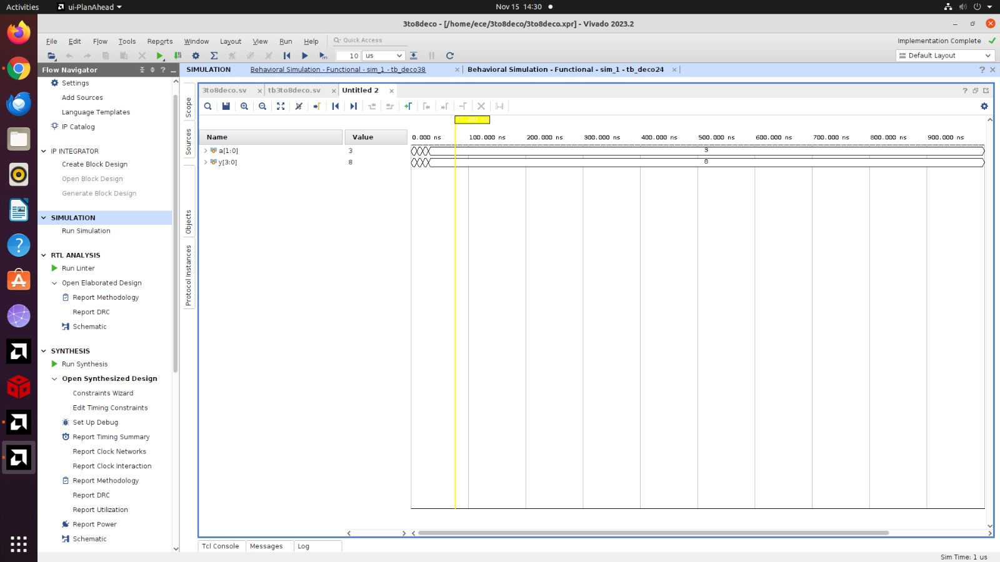 Activities ui-PlanAhead Nov 15 14:30
3to8deco - [/home/ece/3to8deco/3to8deco.xpr] - Vivado 2023.2
File Edit Flow Tools Reports Window Layout View Run Help Quick Access Implementation Complete
10 us Default Layout
Flow Navigator
SIMULATION Behavioral Simulation - Functional - sim_1 - tb_deco38 Behavioral Simulation - Functional - sim_1 - tb_deco24
Settings
Add Sources
Language Templates
IP Catalog
IP INTEGRATOR
Create Block Design
Open Block Design
Generate Block Design
SIMULATION
Run Simulation
RTL ANALYSIS
Run Linter
Open Elaborated Design
Report Methodology
Report DRC
Schematic
SYNTHESIS
Run Synthesis
Open Synthesized Design
Constraints Wizard
Edit Timing Constraints
Set Up Debug
Report Timing Summary
Report Clock Networks
Report Clock Interaction
Report Methodology
Report DRC
Report Utilization
Report Power
Schematic
Scope
Sources
Objects
Protocol Instances
3to8deco.sv tb3to8deco.sv Untitled 2
Name Value 0.000 ns 100.000 ns 200.000 ns 300.000 ns 400.000 ns 500.000 ns 600.000 ns 700.000 ns 800.000 ns 900.000 ns
a[1:0] 3 3
y[3:0] 8 8
Tcl Console Messages Log
Sim Time: 1 us